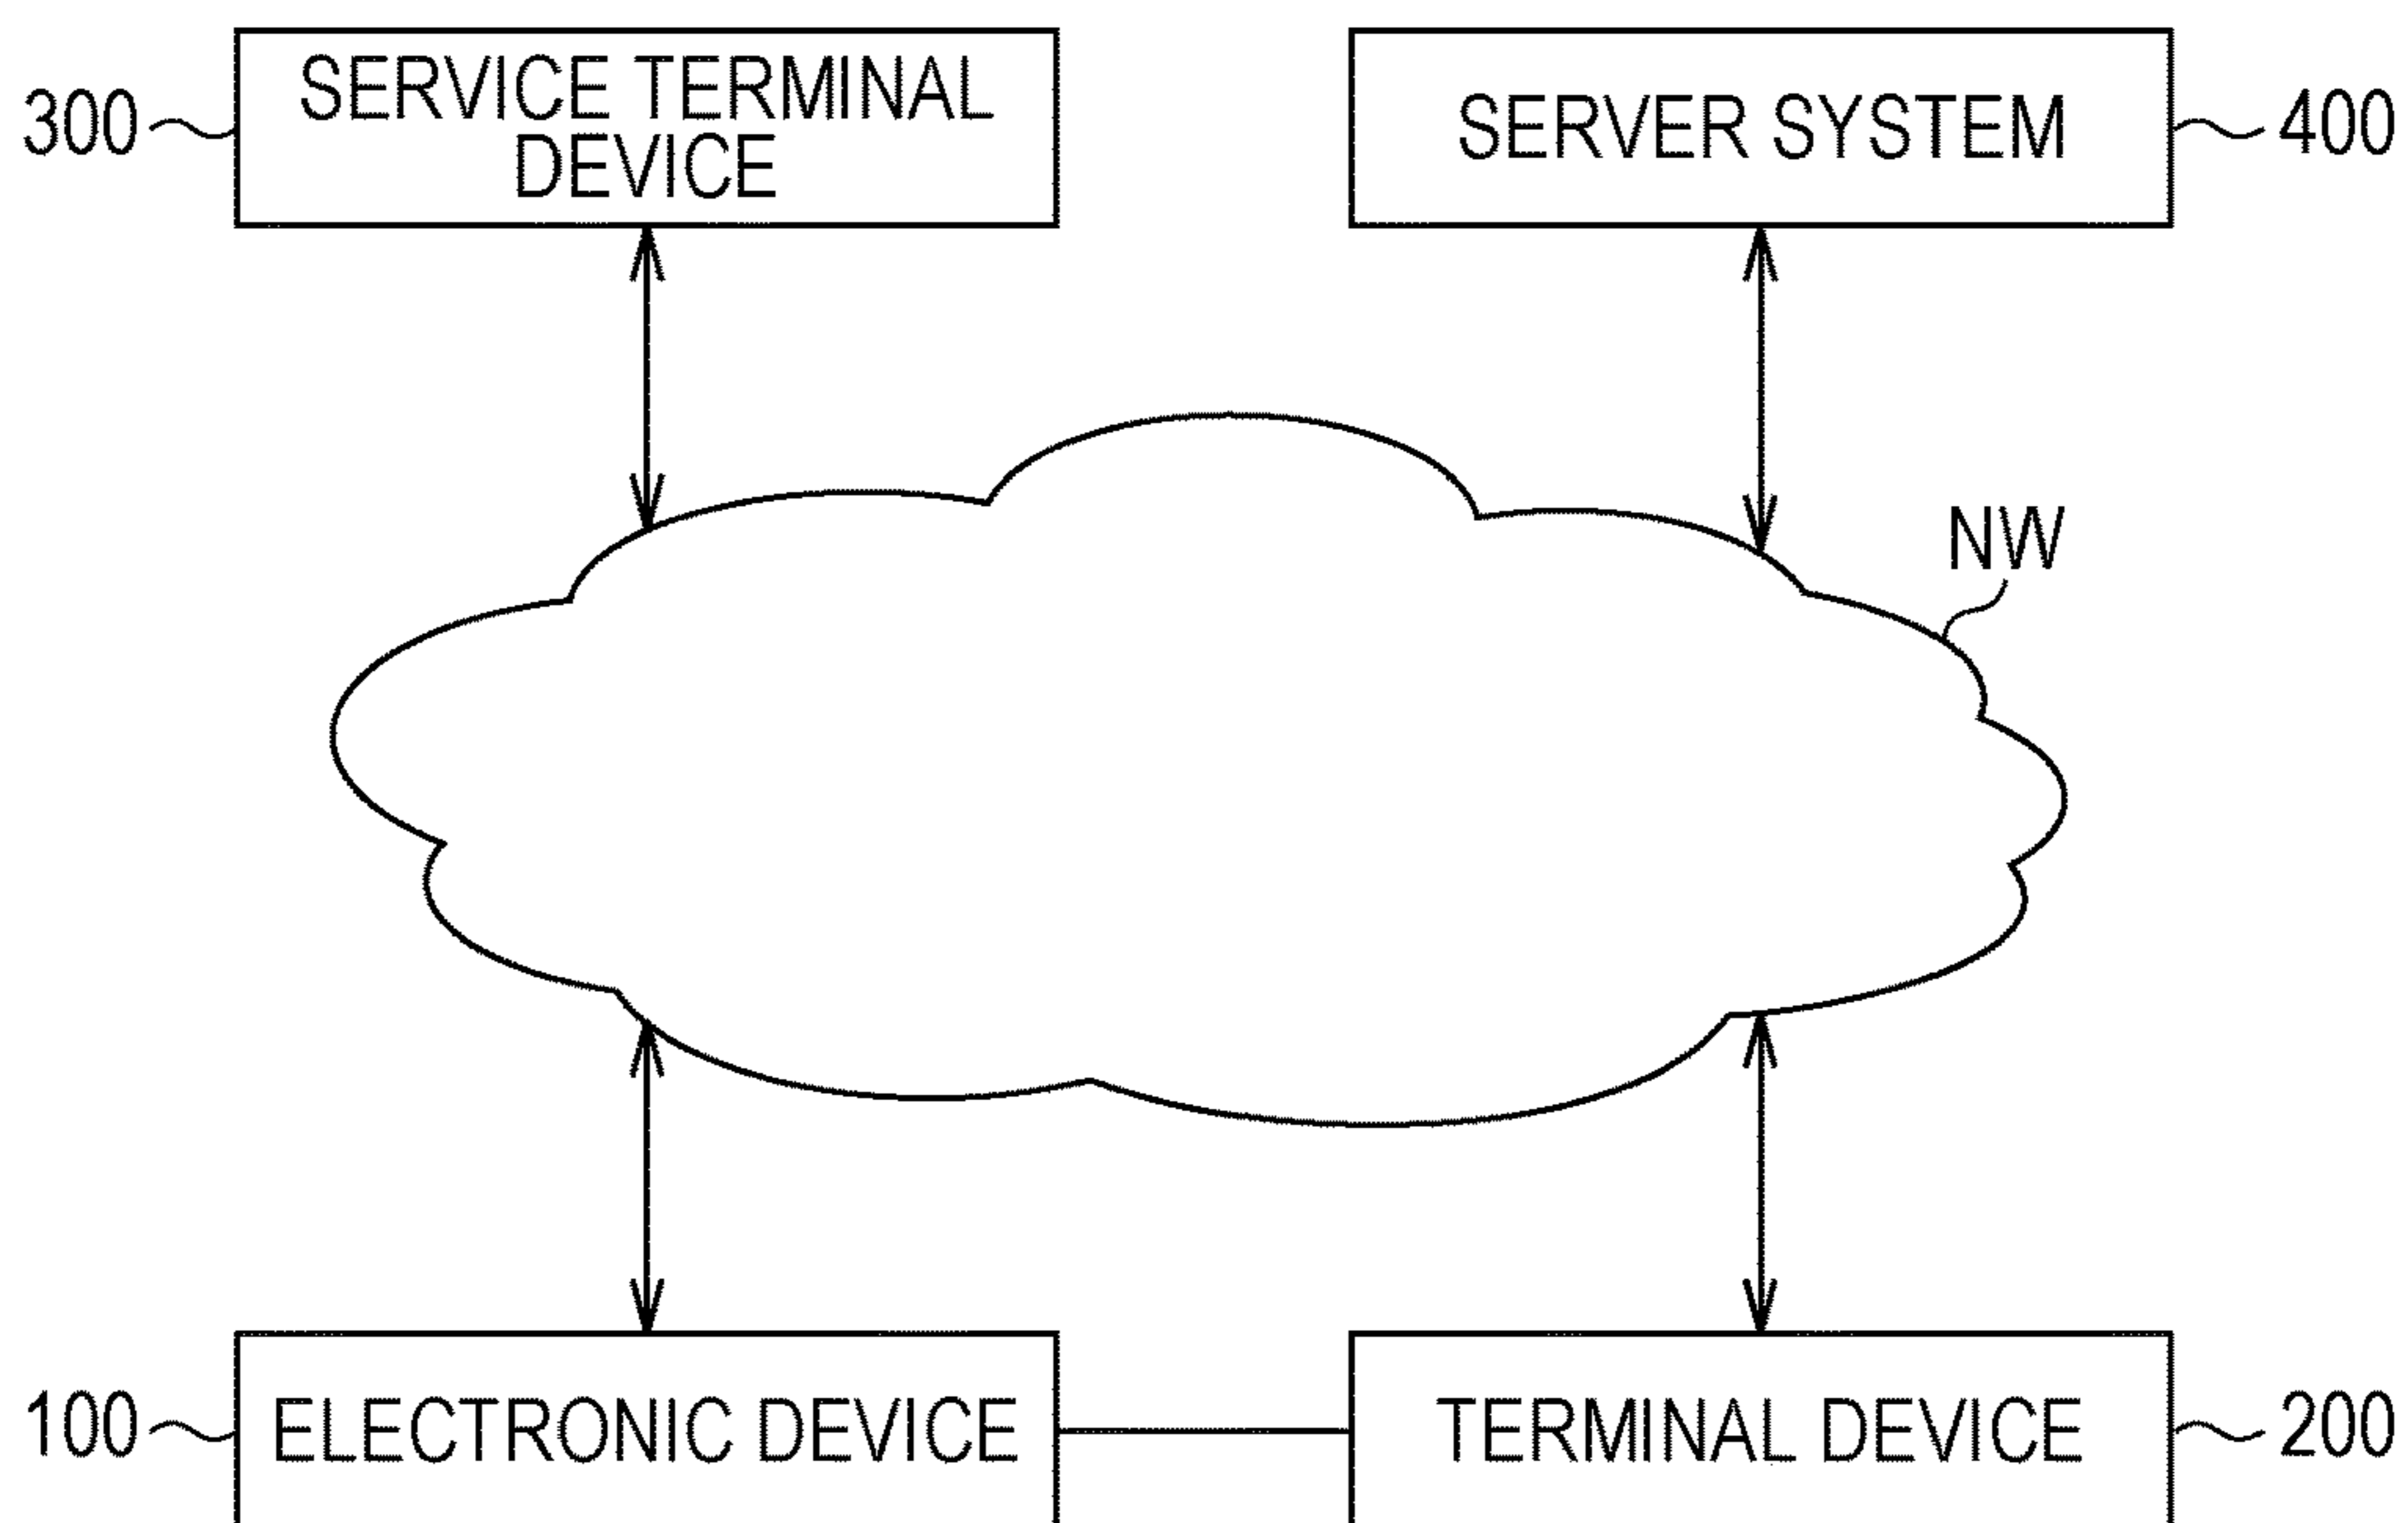 300
SERVICE TERMINAL
DEVICE
SERVER SYSTEM
400
NW
100
ELECTRONIC DEVICE
TERMINAL DEVICE
200